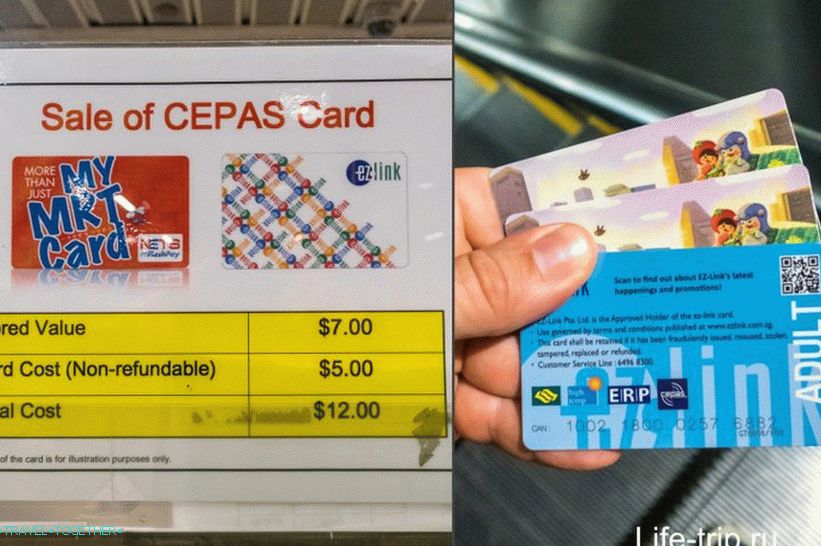 Sale of CEPAS Card
MORE
THAN
JUST
MY
MRT
Card
NETS
FlashPay
ez-link
red Value $7.00
rd Cost (Non-refundable) $5.00
al Cost $12.00
of the card is for illustration purposes only.
TRAVEL-TOGETHER
Scan to find out about EZ-Link's latest
happenings and promotions!
EZ-Link Pte. Ltd. is the Approved Holder of the ez-link card.
Use governed by terms and conditions published at www.ezlink.com.sg.
This card shall be retained if it has been fraudulently issued, misused, stolen,
tampered, replaced or refunded.
Customer Service Line : 6496 8300
ERP
cepas
ez-link
ADULT
CAN : 1002 1800 0257 6882
Life-trip.ru